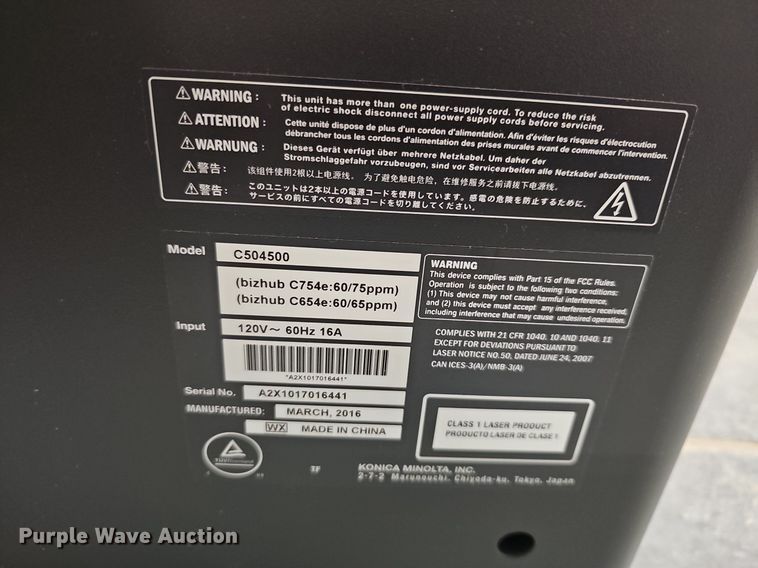 ⚠WARNING : This unit has more than one power-supply cord. To reduce the risk
of electric shock disconnect all power supply cords before servicing.
⚠ATTENTION : Cette unité dispose de plus d'un cordon d'alimentation. Afin d'éviter les risques d'électrocution
débrancher tous les cordons d'alimentation des prises murales avant de commencer l'intervention.
⚠WARNUNG : Dieses Gerät verfügt über mehrere Netzkabel. Um daher der
Stromschlaggefahr vorzubeugen, sind vor Servicearbeiten alle Netzkabel abzutrennen.
⚠警告: 该组件使用2根以上电源线。为了避免触电危险，在维修服务之前请拔下电源线。
⚠警告: このユニットは2本以上の電源コードを使用しています。感電の危険を防止するために、
サービスの前にすべての電源コードを切り離してください。
Model C504500
(bizhub C754e:60/75ppm)
(bizhub C654e:60/65ppm)
Input 120V～ 60Hz 16A
*A2X1017016441*
Serial No. A2X1017016441
MANUFACTURED: MARCH, 2016
WX MADE IN CHINA
WARNING
This device complies with Part 15 of the FCC Rules.
Operation is subject to the following two conditions:
(1) This device may not cause harmful interference,
and (2) this device must accept any interference received,
including interference that may cause undesired operation.
COMPLIES WITH 21 CFR 1040. 10 AND 1040. 11
EXCEPT FOR DEVIATIONS PURSUANT TO
LASER NOTICE NO.50, DATED JUNE 24, 2007
CAN ICES-3(A)/NMB-3(A)
CLASS 1 LASER PRODUCT
PRODUCTO LASER DE CLASE 1
TF
KONICA MINOLTA, INC.
2-7-2 Marunouchi, Chiyoda-ku, Tokyo, Japan
Purple Wave Auction